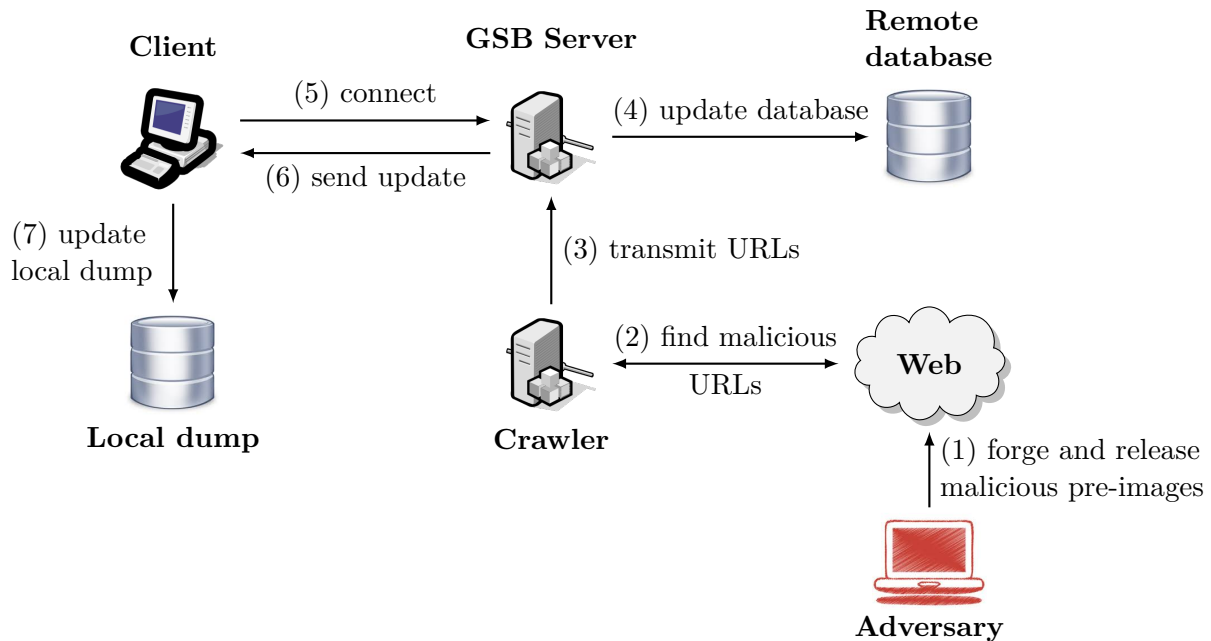 Client
GSB Server
Remote
database
(5) connect
(4) update database
(6) send update
(7) update
local dump
(3) transmit URLs
(2) find malicious
URLs
Web
Local dump
Crawler
(1) forge and release
malicious pre-images
Adversary